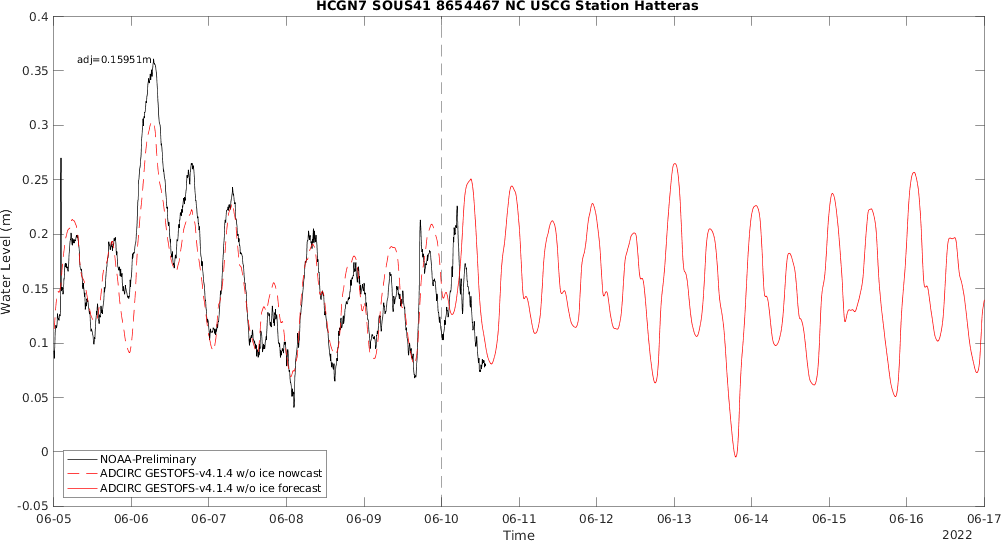 HCGN7 SOUS41 8654467 NC USCG Station Hatteras
0.4
0.35
0.3
0.25
0.2
0.15
0.1
0.05
0
-0.05
Water Level (m)
adj=0.15951m
NOAA-Preliminary
ADCIRC GESTOFS-v4.1.4 w/o ice nowcast
ADCIRC GESTOFS-v4.1.4 w/o ice forecast
06-05 06-06 06-07 06-08 06-09 06-10 06-11 06-12 06-13 06-14 06-15 06-16 06-17
Time
2022